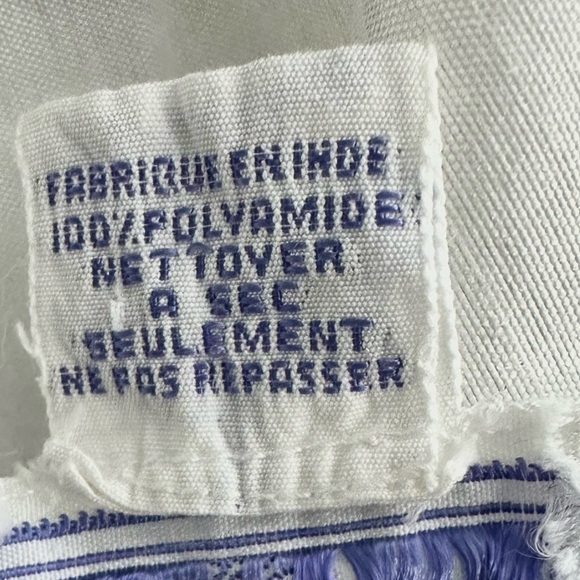 FABRIQUE EN INDE
100% POLYAMIDE
NETTOYER
A SEC
SEULEMENT
NE PAS REPASSER